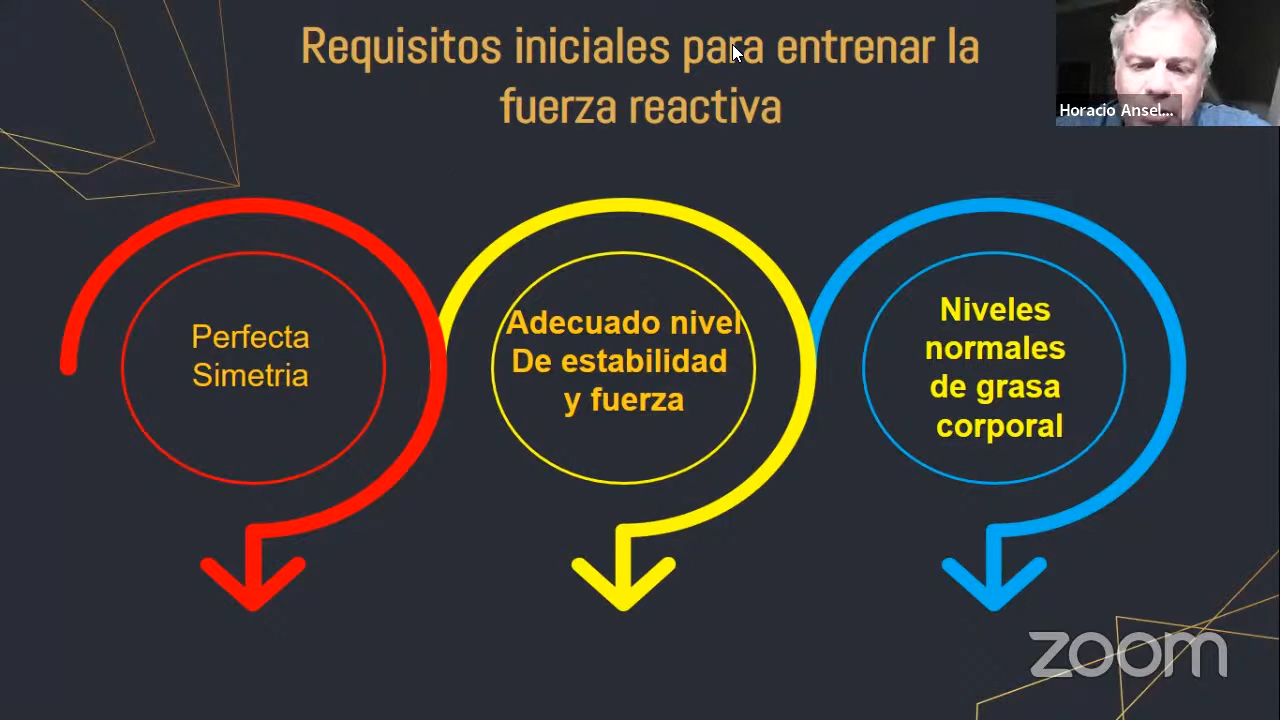 Requisitos iniciales para entrenar la
fuerza reactiva
Horacio Ansel...
Perfecta
Simetria
Adecuado nivel
De estabilidad
y fuerza
Niveles
normales
de grasa
corporal
zoom